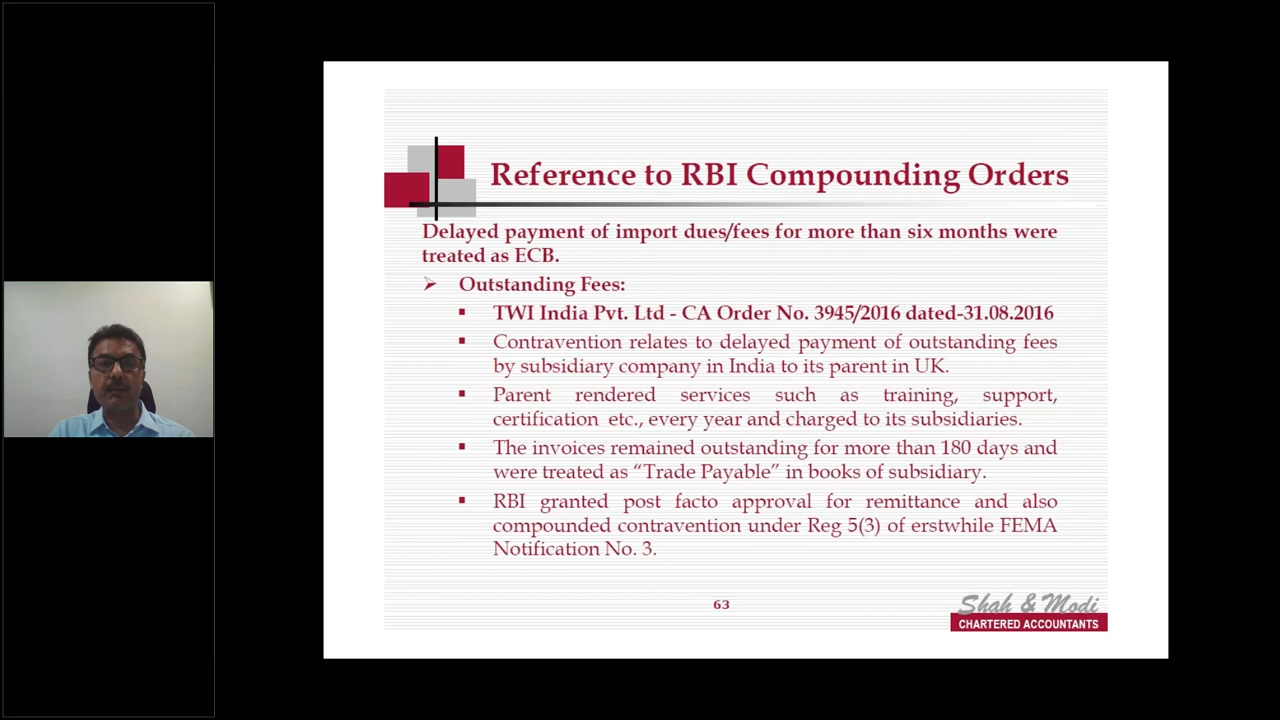 Reference to RBI Compounding Orders
Delayed payment of import dues/fees for more than six months were
treated as ECB.
Outstanding Fees:
TWI India Pvt. Ltd - CA Order No. 3945/2016 dated-31.08.2016
Contravention relates to delayed payment of outstanding fees
by subsidiary company in India to its parent in UK.
Parent rendered services such as training, support,
certification etc., every year and charged to its subsidiaries.
The invoices remained outstanding for more than 180 days and
were treated as “Trade Payable” in books of subsidiary.
RBI granted post facto approval for remittance and also
compounded contravention under Reg 5(3) of erstwhile FEMA
Notification No. 3.
63
Shah & Modi
CHARTERED ACCOUNTANTS